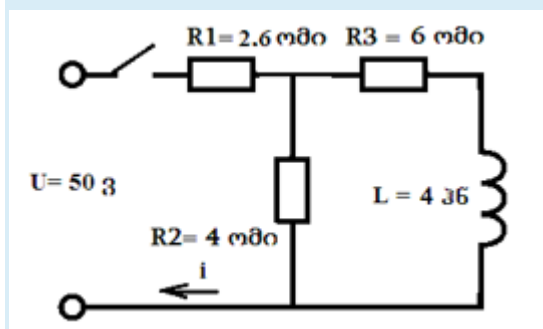 R1= 2.6 ომი R3 = 6 ომი
U= 50 ვ
L = 4 ჰნ
R2= 4 ომი
i